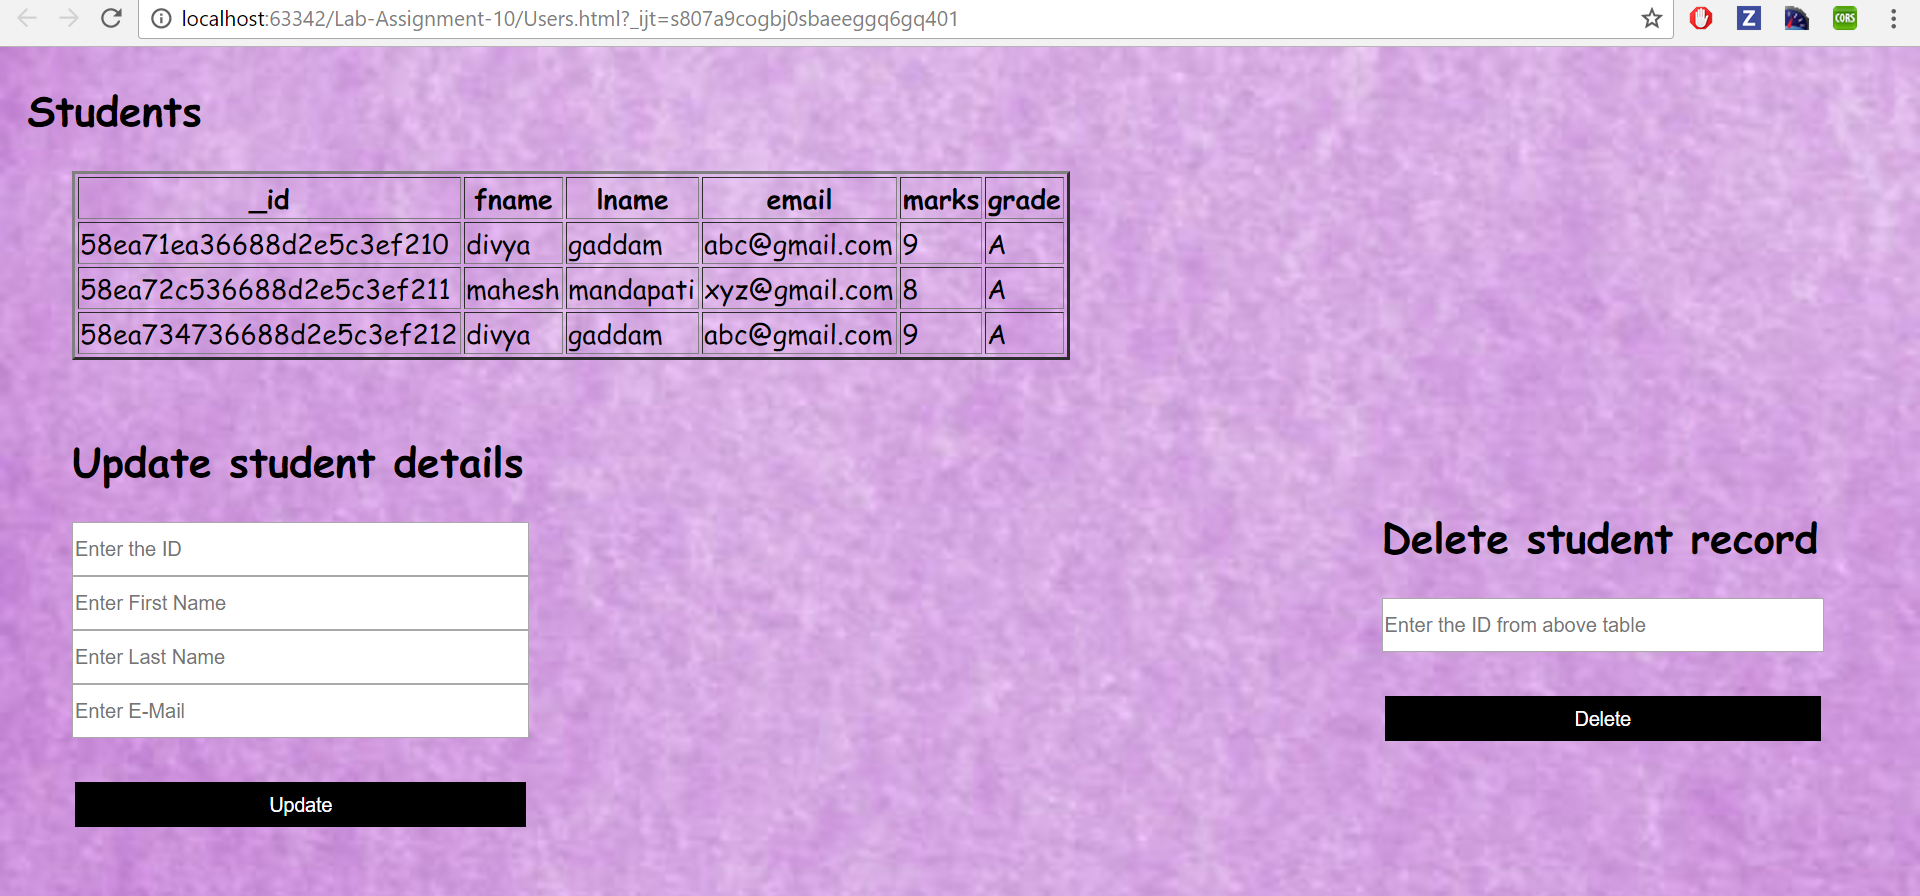 localhost:63342/Lab-Assignment-10/Users.html?_ijt=s807a9cogbj0sbaeeggq6gq401
Z
CORS
Students
_id fname lname email marks grade
58ea71ea36688d2e5c3ef210 divya gaddam abc@gmail.com 9 A
58ea72c536688d2e5c3ef211 mahesh mandapati xyz@gmail.com 8 A
58ea734736688d2e5c3ef212 divya gaddam abc@gmail.com 9 A
Update student details
Enter the ID
Enter First Name
Enter Last Name
Enter E-Mail
Update
Delete student record
Enter the ID from above table
Delete